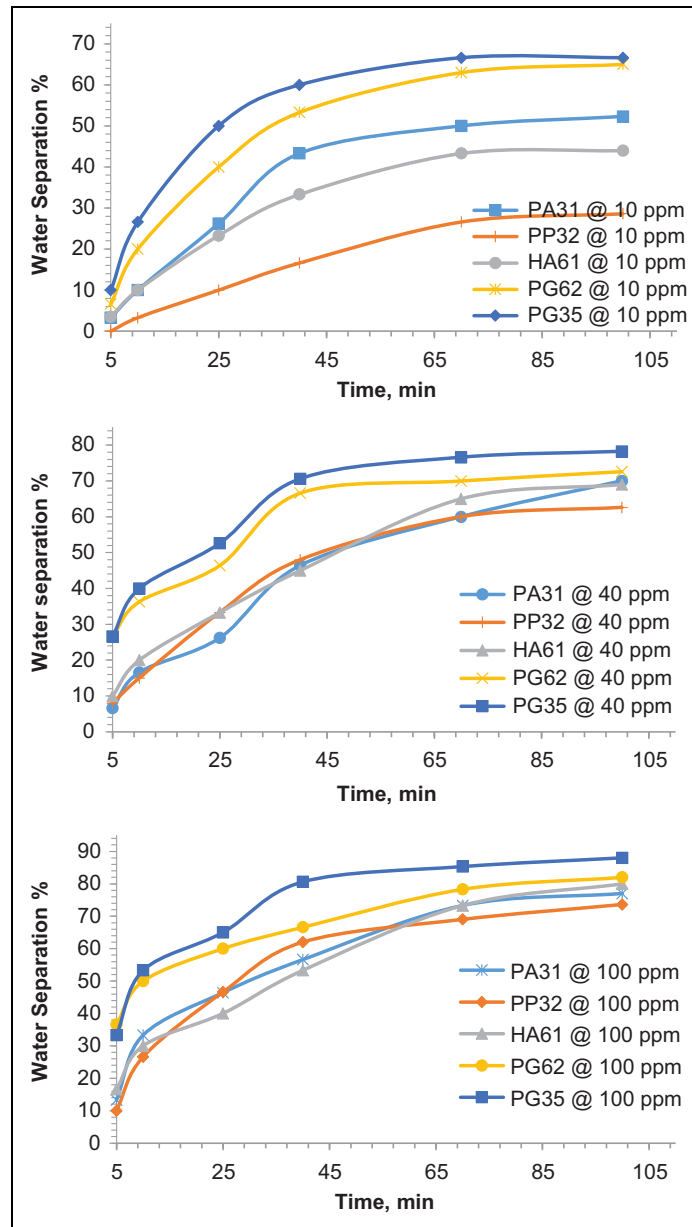 70
60
50
40
30
20
10
0
Water Separation %
PA31 @ 10 ppm
PP32 @ 10 ppm
HA61 @ 10 ppm
PG62 @ 10 ppm
PG35 @ 10 ppm
5 25 45 65 85 105
Time, min
80
70
60
50
40
30
20
10
0
Water separation %
PA31 @ 40 ppm
PP32 @ 40 ppm
HA61 @ 40 ppm
PG62 @ 40 ppm
PG35 @ 40 ppm
5 25 45 65 85 105
Time, min
90
80
70
60
50
40
30
20
10
0
Water Separation %
PA31 @ 100 ppm
PP32 @ 100 ppm
HA61 @ 100 ppm
PG62 @ 100 ppm
PG35 @ 100 ppm
5 25 45 65 85 105
Time, min